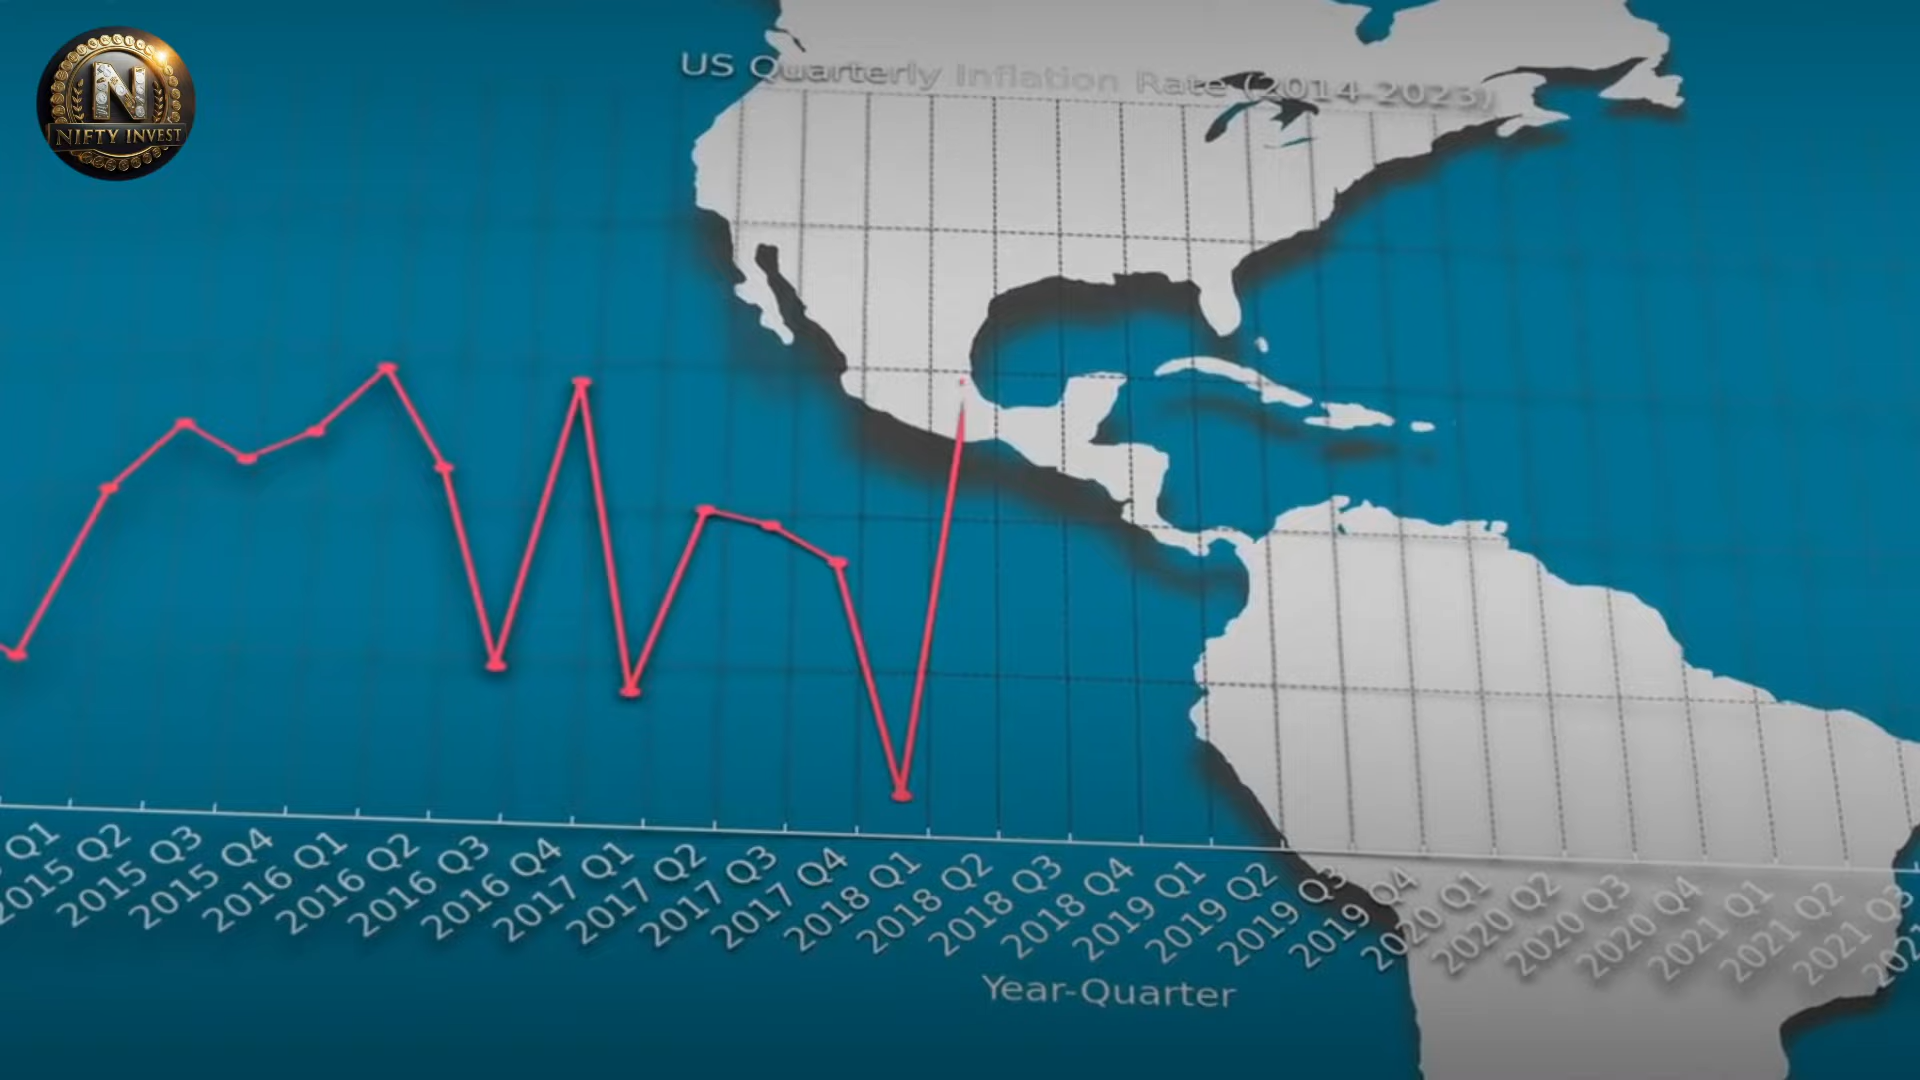 N
NIFTY INVEST
US Quarterly Inflation Rate (2014-2023)
Q1
2015 Q2
2015 Q3
2015 Q4
2016 Q1
2016 Q2
2016 Q3
2016 Q4
2017 Q1
2017 Q2
2017 Q3
2017 Q4
2018 Q1
2018 Q2
2018 Q3
2018 Q4
2019 Q1
2019 Q2
2019 Q3
2019 Q4
2020 Q1
2020 Q2
2020 Q3
2020 Q4
2021 Q1
2021 Q2
2021 Q3
2021
Year-Quarter